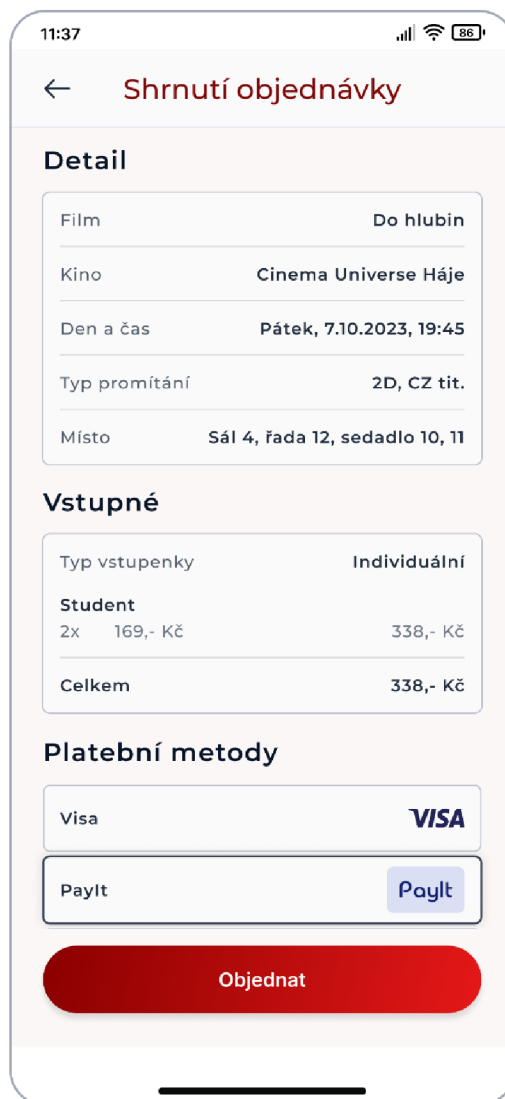 11:37
86
Shrnutí objednávky
Detail
Film Do hlubin
Kino Cinema Universe Háje
Den a čas Pátek, 7.10.2023, 19:45
Typ promítání 2D, CZ tit.
Místo Sál 4, řada 12, sedadlo 10, 11
Vstupné
Typ vstupenky Individuální
Student
2x 169,- Kč 338,- Kč
Celkem 338,- Kč
Platební metody
Visa VISA
PayIt PayIt
Objednat